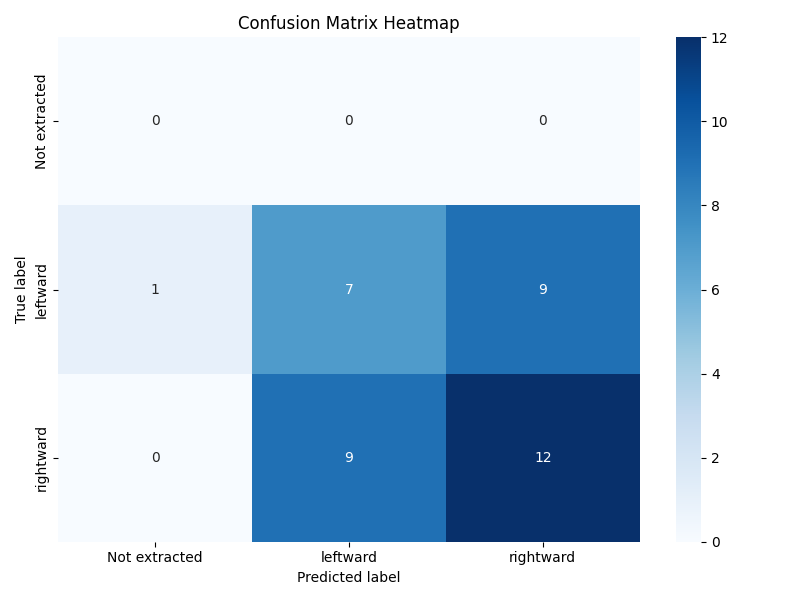 Confusion Matrix Heatmap
True label
Not extracted
0 0 0
leftward
1 7 9
rightward
0 9 12
Not extracted leftward rightward
Predicted label
12
10
8
6
4
2
0